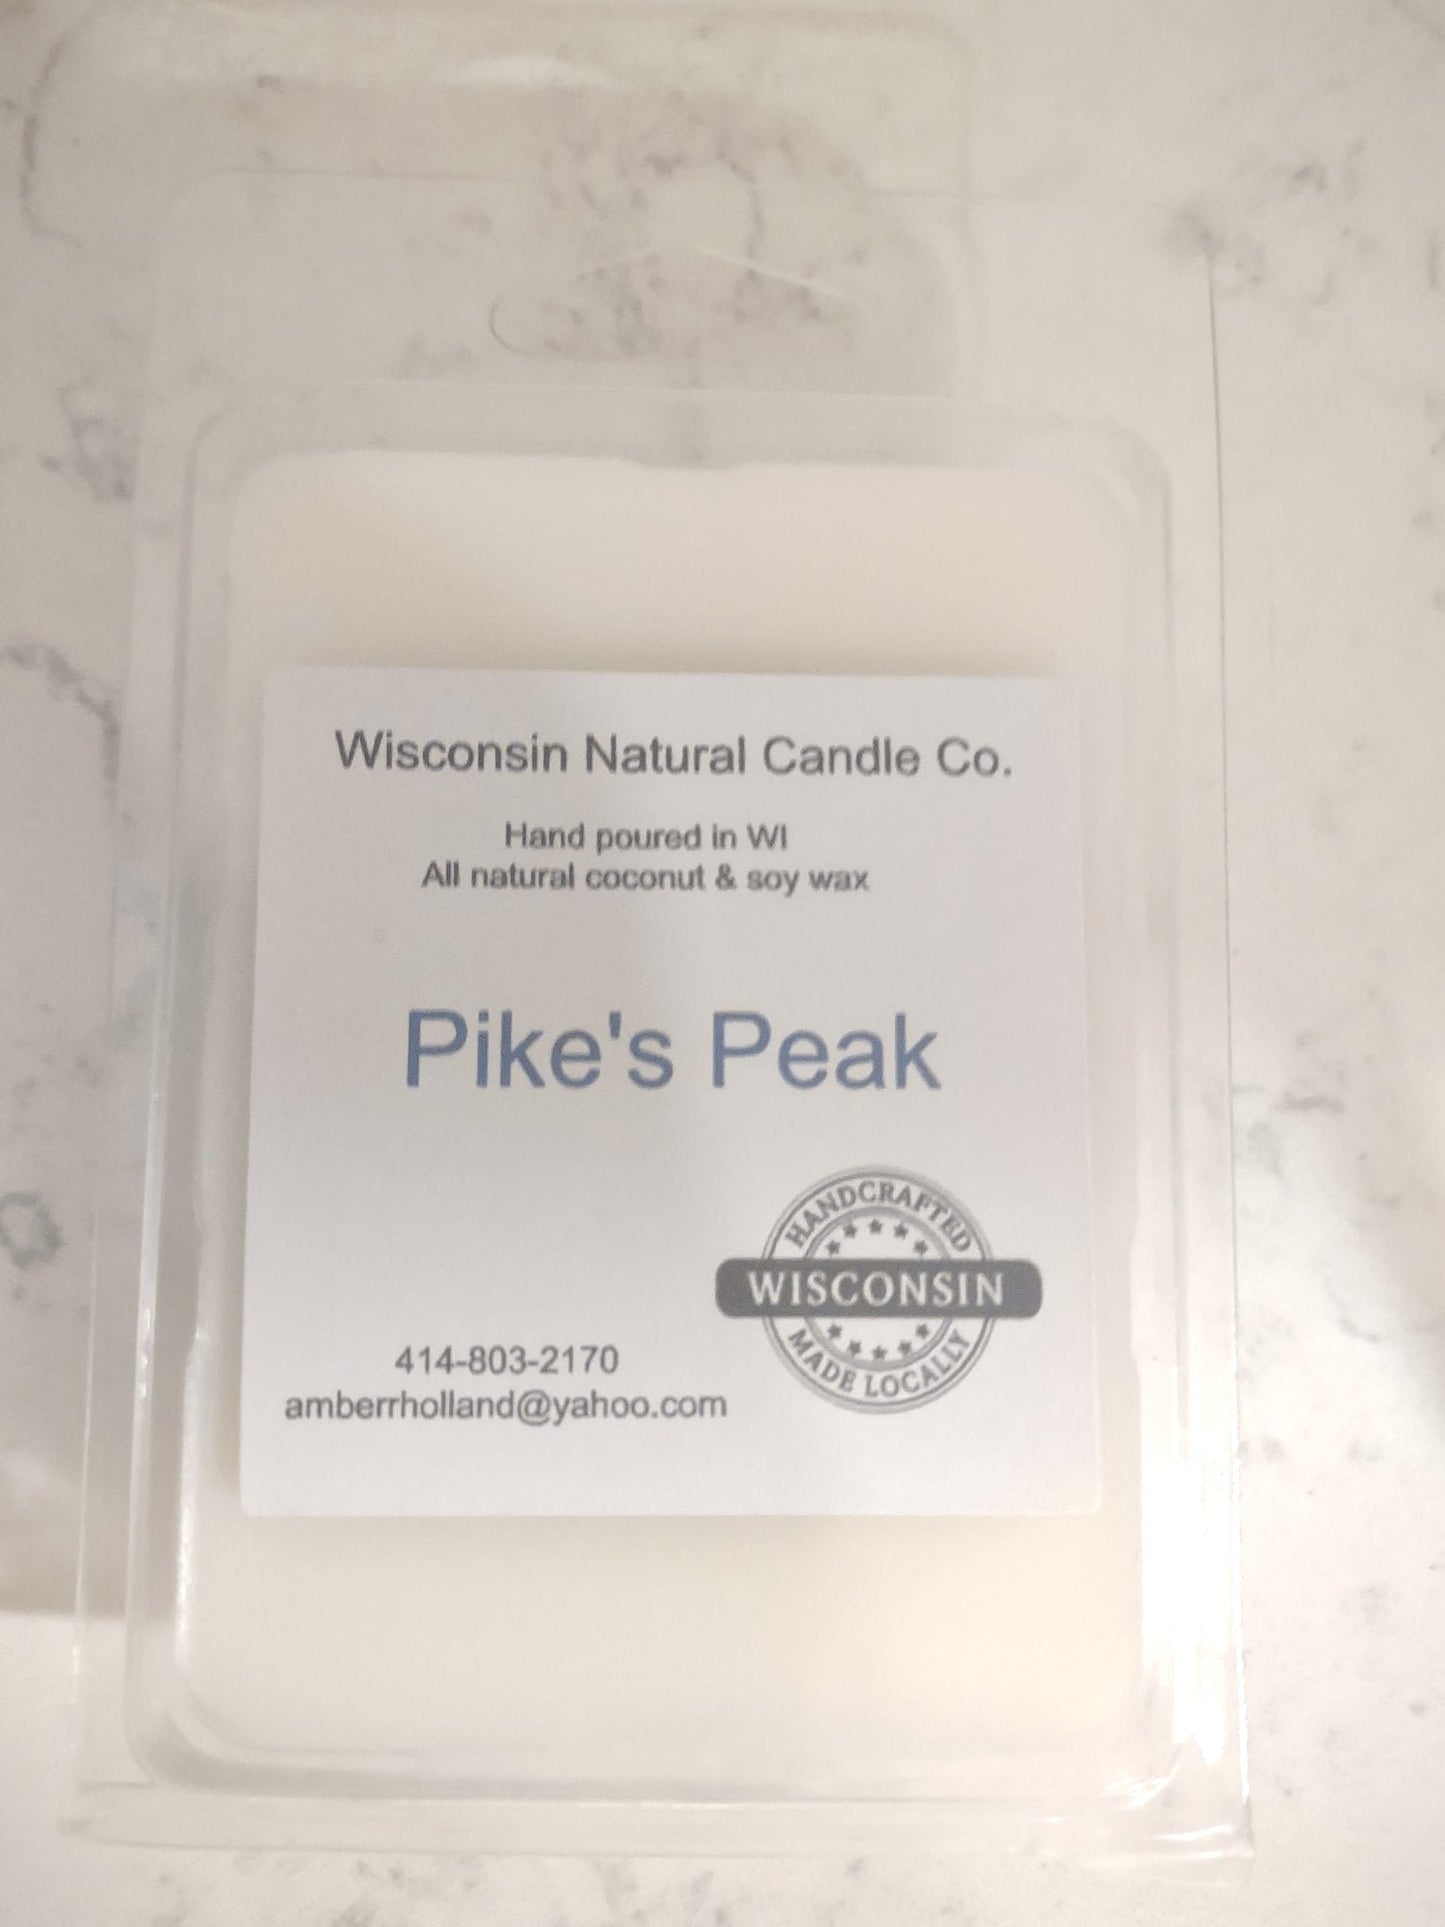 Wisconsin Natural Candle Co.
Hand poured in WI
All natural coconut & soy wax
Pike's Peak
HANDCRAFTED
WISCONSIN
MADE LOCALLY
414-803-2170
amberrholland@yahoo.com